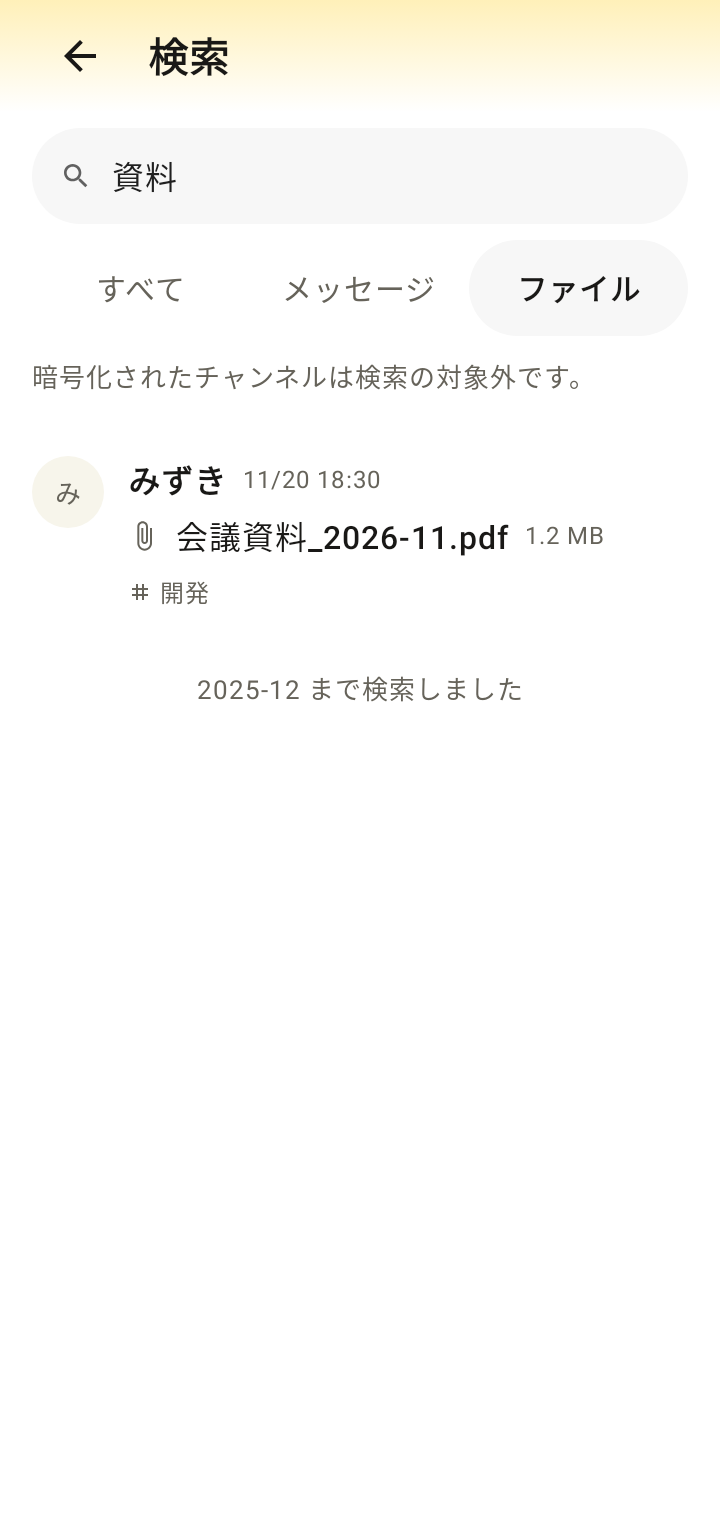 検索
資料
すべて メッセージ ファイル
暗号化されたチャンネルは検索の対象外です。
み みずき 11/20 18:30
会議資料_2026-11.pdf 1.2 MB
# 開発
2025-12 まで検索しました